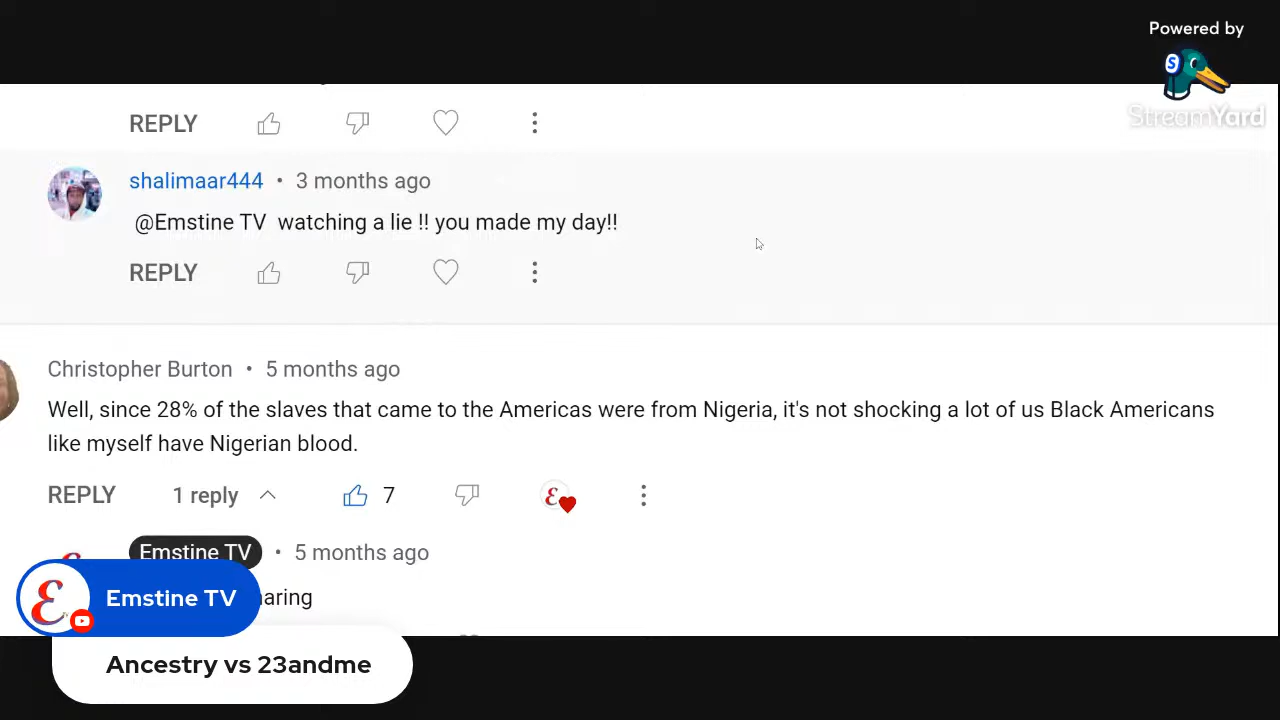 Powered by
StreamYard
REPLY
shalimaar444 • 3 months ago
@Emstine TV watching a lie !! you made my day!!
REPLY
Christopher Burton • 5 months ago
Well, since 28% of the slaves that came to the Americas were from Nigeria, it's not shocking a lot of us Black Americans
like myself have Nigerian blood.
REPLY 1 reply 7
Emstine TV • 5 months ago
Emstine TV
Ancestry vs 23andme